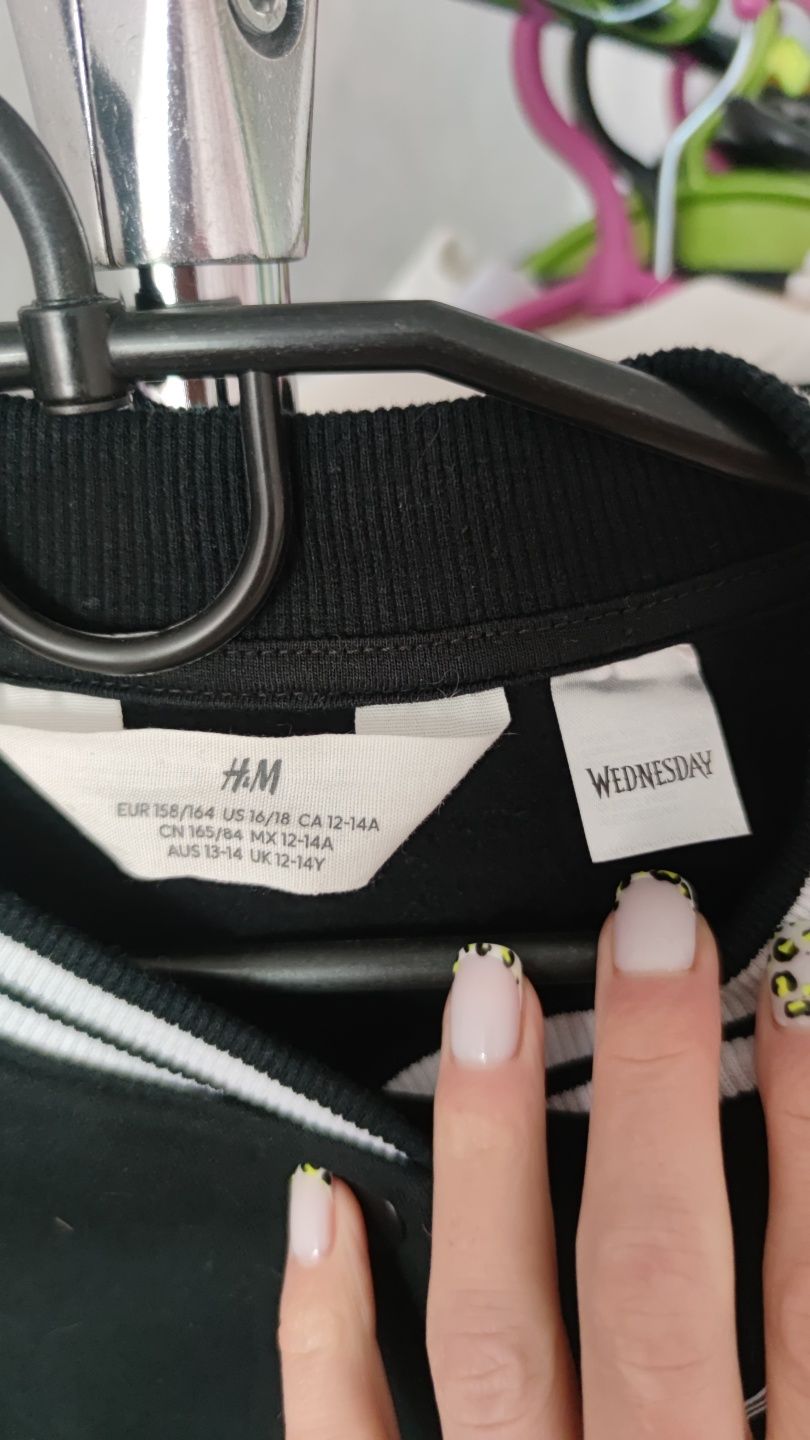 H&M
EUR 158/164 US 16/18 CA 12-14A
CN 165/84 MX 12-14A
AUS 13-14 UK 12-14Y
WEDNESDAY